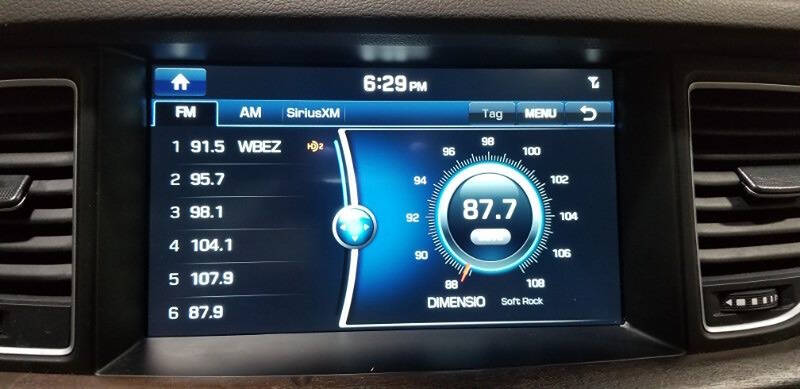 6:29 PM
FM AM SiriusXM Tag MENU
1 91.5 WBEZ HD2
2 95.7
3 98.1
4 104.1
5 107.9
6 87.9
88 90 92 94 96 98 100 102 104 106 108
87.7
DIMENSIO Soft Rock